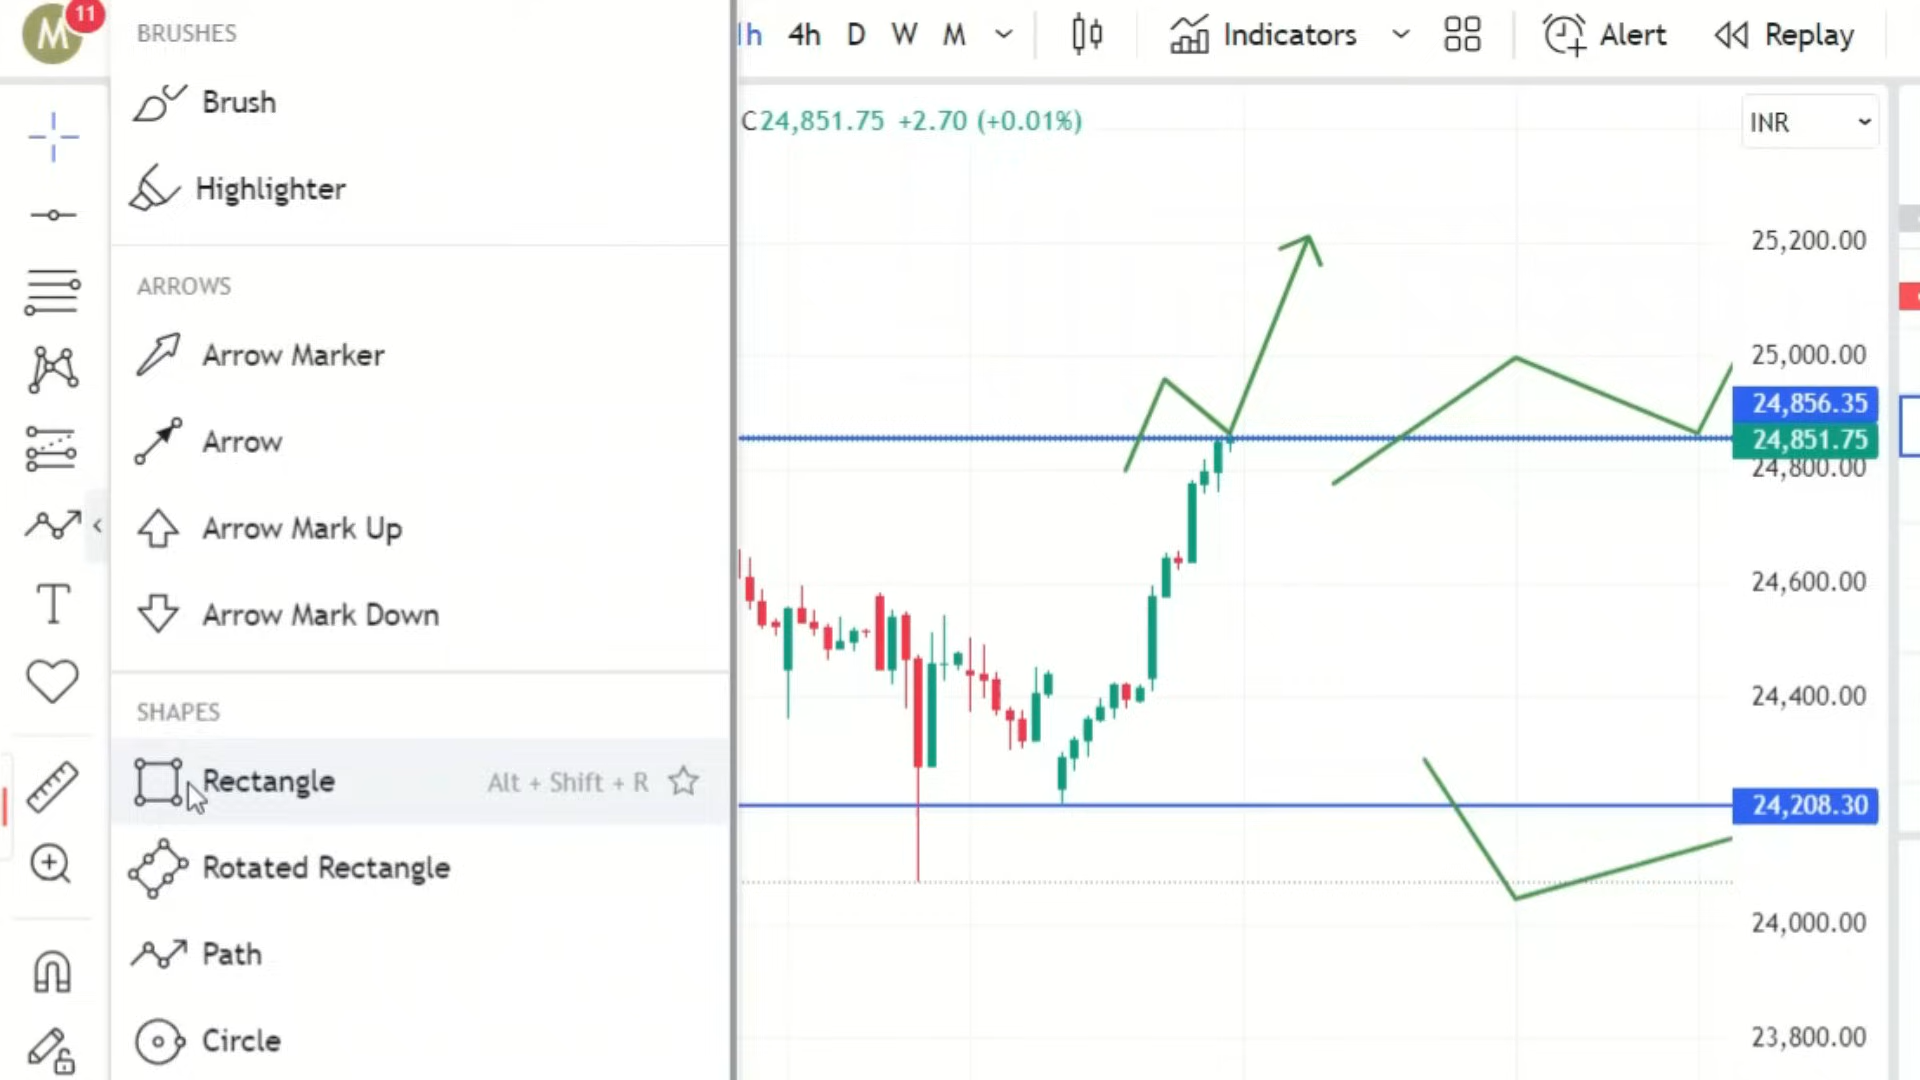 M
11
BRUSHES
Brush
Highlighter
ARROWS
Arrow Marker
Arrow
Arrow Mark Up
Arrow Mark Down
SHAPES
Rectangle Alt + Shift + R
Rotated Rectangle
Path
Circle
T
h 4h D W M Indicators Alert Replay
C24,851.75 +2.70 (+0.01%)
INR
25,200.00
25,000.00
24,856.35
24,851.75
24,800.00
24,600.00
24,400.00
24,208.30
24,000.00
23,800.00